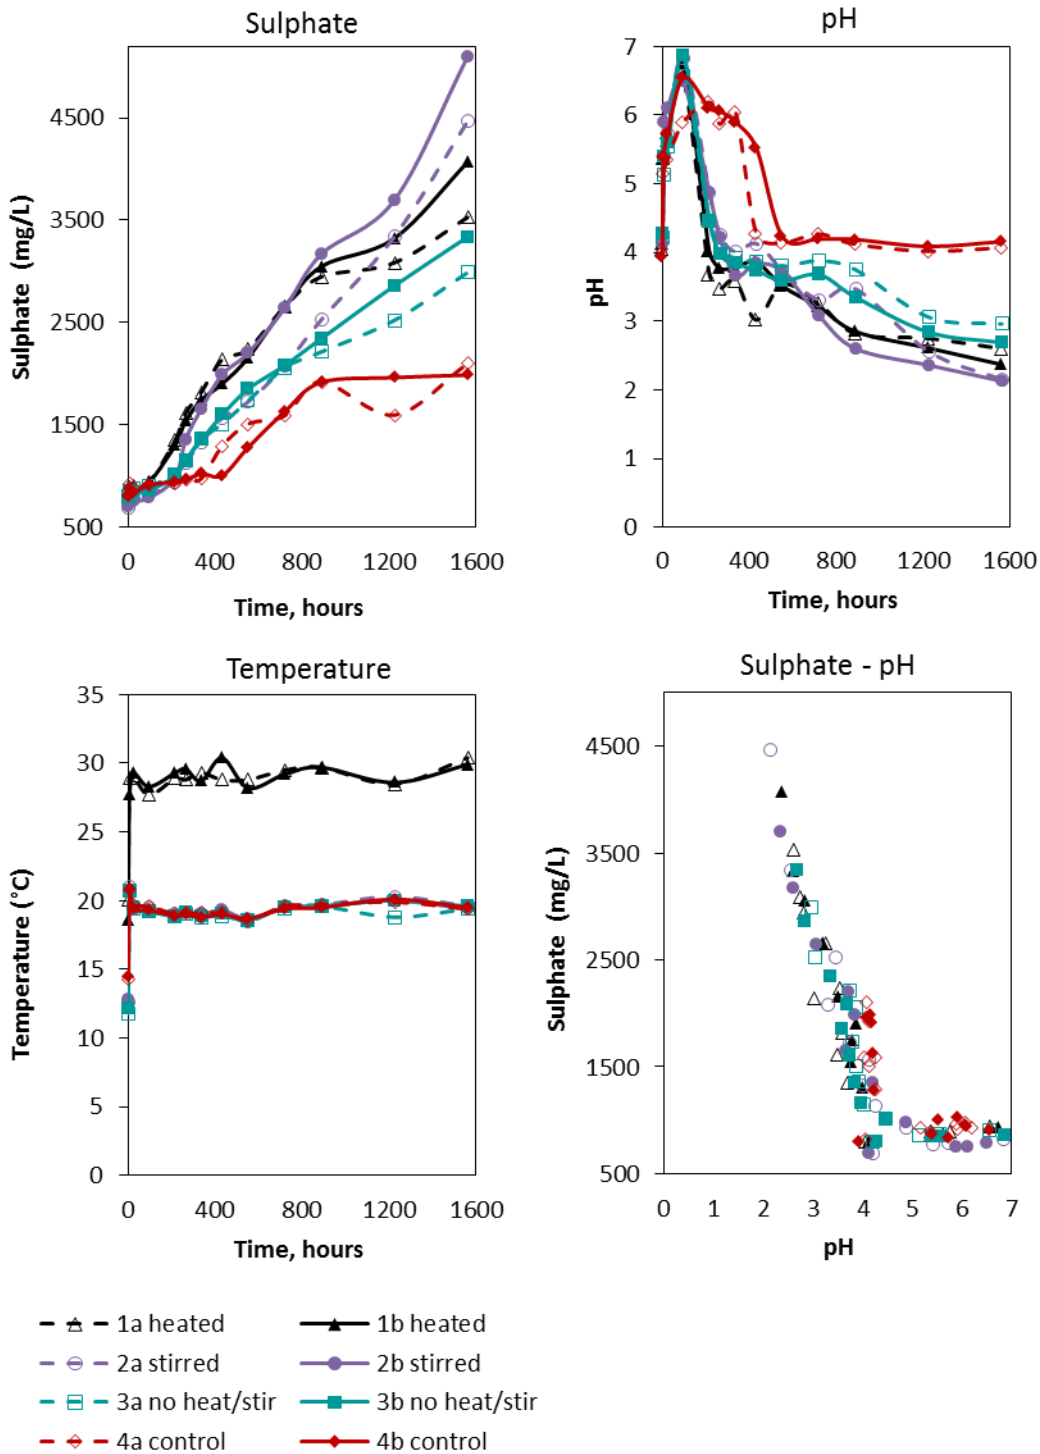 Sulphate
pH
4500
3500
2500
1500
500
Sulphate (mg/L)
0 400 800 1200 1600
Time, hours
7
6
5
4
3
2
1
0
pH
0 400 800 1200 1600
Time, hours
Temperature
Sulphate - pH
35
30
25
20
15
10
5
0
Temperature (°C)
0 400 800 1200 1600
Time, hours
4500
3500
2500
1500
500
Sulphate (mg/L)
0 1 2 3 4 5 6 7
pH
1a heated 1b heated
2a stirred 2b stirred
3a no heat/stir 3b no heat/stir
4a control 4b control